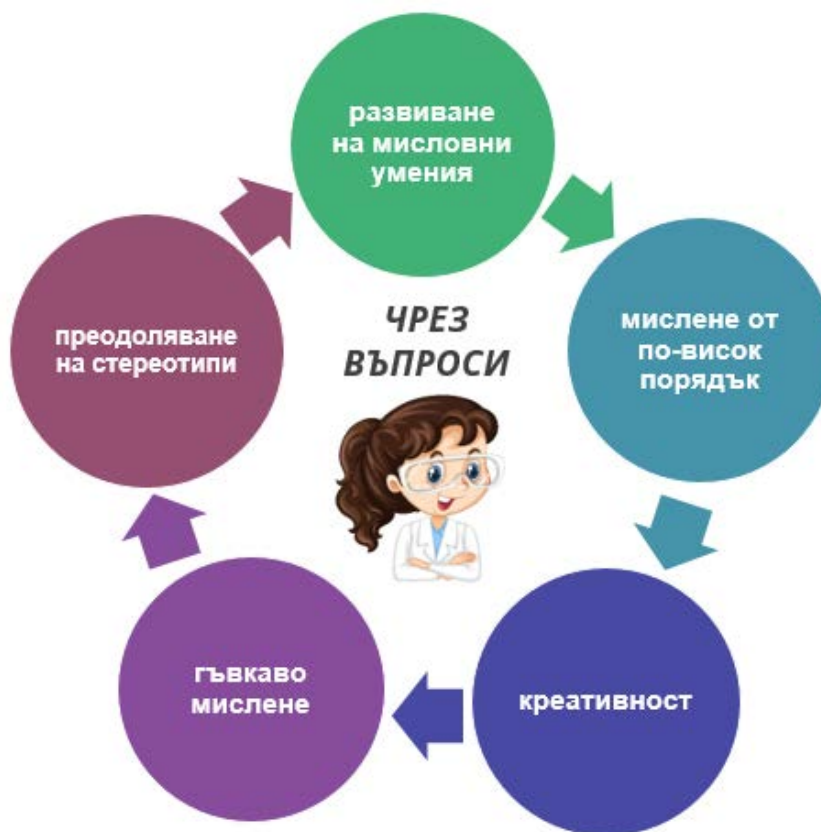 развиване
на мисловни
умения
мислене от
по-висок
порядък
креативност
гъвкаво
мислене
преодоляване
на стереотипи
ЧРЕЗ
ВЪПРОСИ